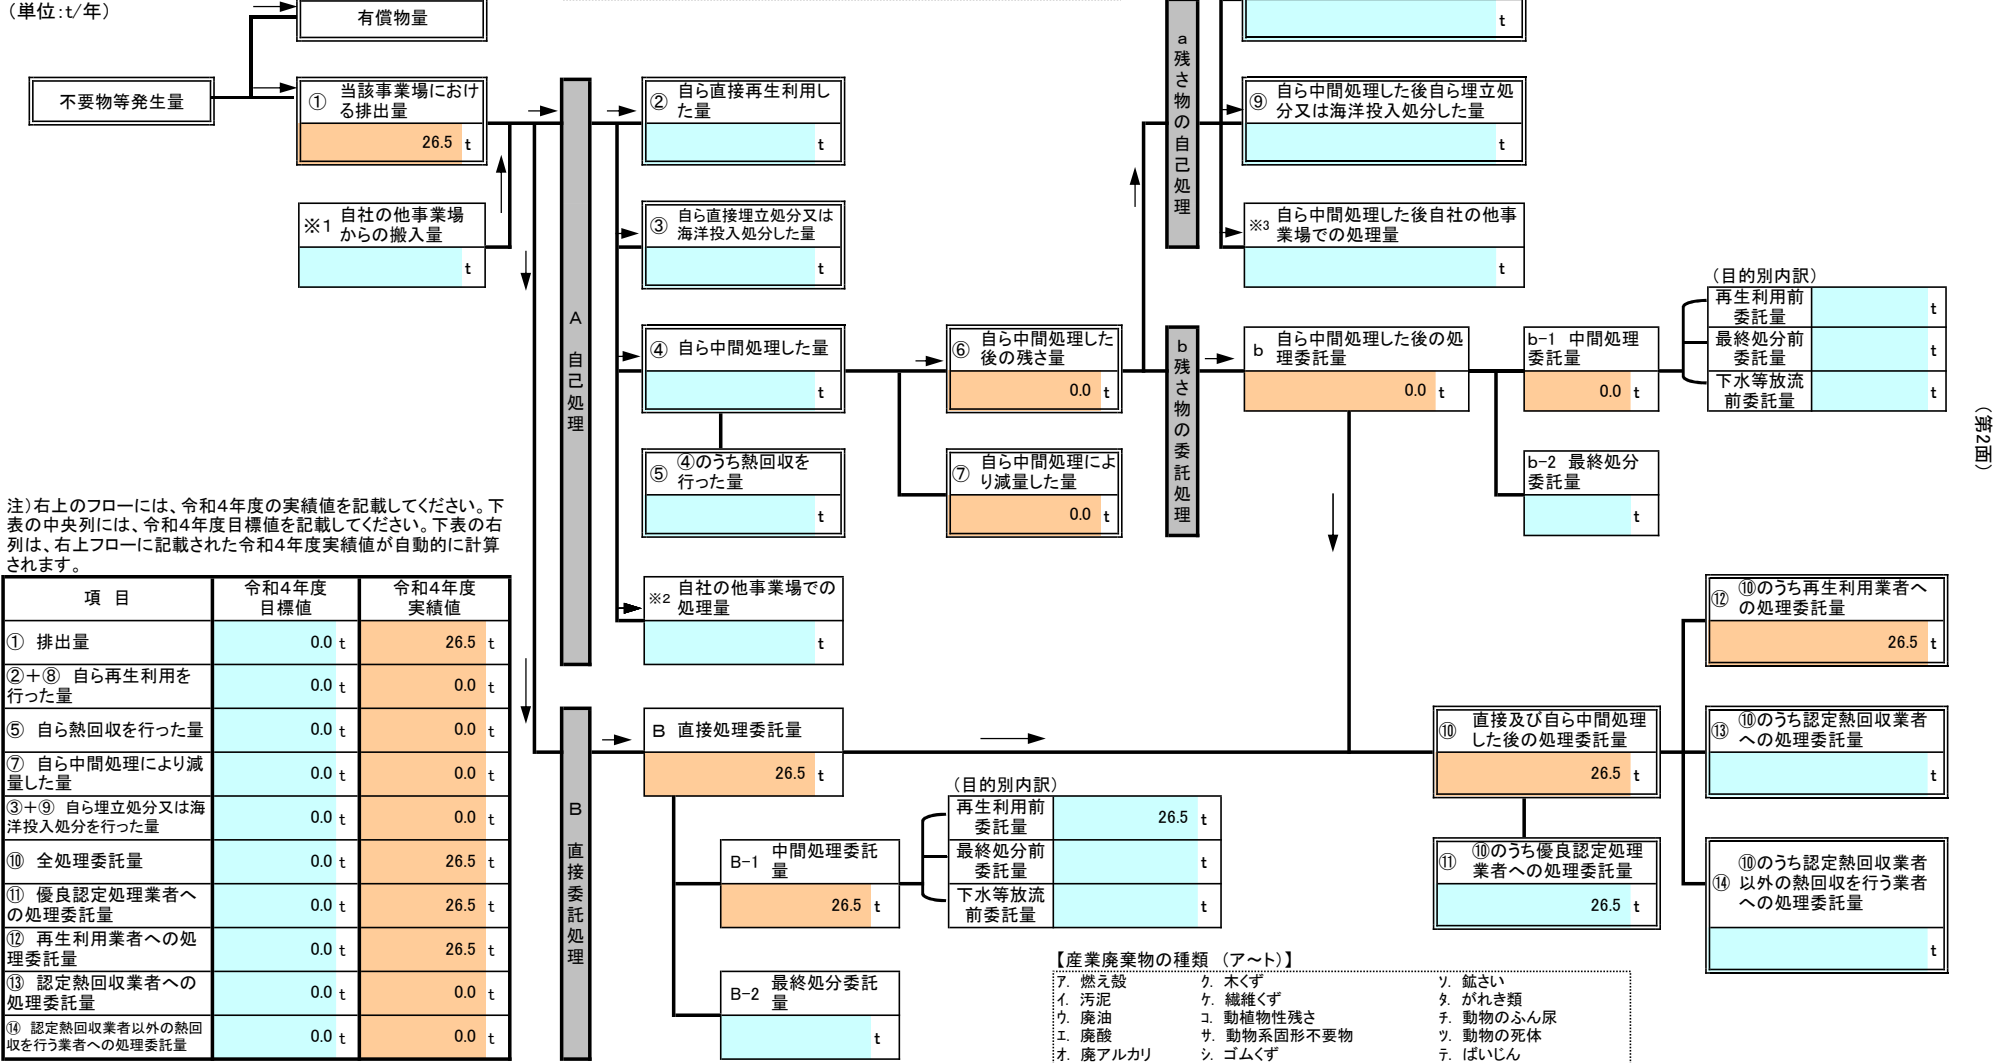 （単位:t/年）
有償物量
不要物等発生量
① 当該事業場におけ
る排出量
26.5 t
※1 自社の他事業場
からの搬入量
t
A 自己処理
② 自ら直接再生利用し
た量
t
③ 自ら直接埋立処分又は
海洋投入処分した量
t
④ 自ら中間処理した量
t
⑤ ④のうち熱回収を
行った量
t
※2 自社の他事業場での
処理量
t
⑥ 自ら中間処理した
後の残さ量
0.0 t
⑦ 自ら中間処理によ
り減量した量
0.0 t
a残さ物の自己処理
t
⑨ 自ら中間処理した後自ら埋立処
分又は海洋投入処分した量
t
※3 自ら中間処理した後自社の他事
業場での処理量
t
b残さ物の委託処理
b 自ら中間処理した後の処
理委託量
0.0 t
b-1 中間処理
委託量
0.0 t
b-2 最終処分
委託量
t
（目的別内訳）
再生利用前
委託量
t
最終処分前
委託量
t
下水等放流
前委託量
t
（第2面）
注）右上のフローには、令和4年度の実績値を記載してください。下
表の中央列には、令和4年度目標値を記載してください。下表の右
列は、右上フローに記載された令和4年度実績値が自動的に計算
されます。
項 目 令和4年度 目標値 令和4年度 実績値
① 排出量 0.0 t 26.5 t
②＋⑧ 自ら再生利用を
行った量 0.0 t 0.0 t
⑤ 自ら熱回収を行った量 0.0 t 0.0 t
⑦ 自ら中間処理により減
量した量 0.0 t 0.0 t
③＋⑨ 自ら埋立処分又は海
洋投入処分を行った量 0.0 t 0.0 t
⑩ 全処理委託量 0.0 t 26.5 t
⑪ 優良認定処理業者へ
の処理委託量 0.0 t 26.5 t
⑫ 再生利用業者への処
理委託量 0.0 t 26.5 t
⑬ 認定熱回収業者への
処理委託量 0.0 t 0.0 t
⑭ 認定熱回収業者以外の熱回
収を行う業者への処理委託量 0.0 t 0.0 t
B 直接委託処理
B 直接処理委託量
26.5 t
B-1 中間処理委託
量
26.5 t
B-2 最終処分委託
量
t
（目的別内訳）
再生利用前
委託量
26.5 t
最終処分前
委託量
t
下水等放流
前委託量
t
⑩ 直接及び自ら中間処理
した後の処理委託量
26.5 t
⑪ ⑩のうち優良認定処理
業者への処理委託量
26.5 t
⑫ ⑩のうち再生利用業者へ
の処理委託量
26.5 t
⑬ ⑩のうち認定熱回収業者
への処理委託量
t
⑭ ⑩のうち認定熱回収業者
以外の熱回収を行う業者
への処理委託量
t
【産業廃棄物の種類 （ア～ト）】
ア. 燃え殻 ク. 木くず ソ. 鉱さい
イ. 汚泥 ケ. 繊維くず タ. がれき類
ウ. 廃油 コ. 動植物性残さ チ. 動物のふん尿
エ. 廃酸 サ. 動物系固形不要物 ツ. 動物の死体
オ. 廃アルカリ シ. ゴムくず テ. ばいじん